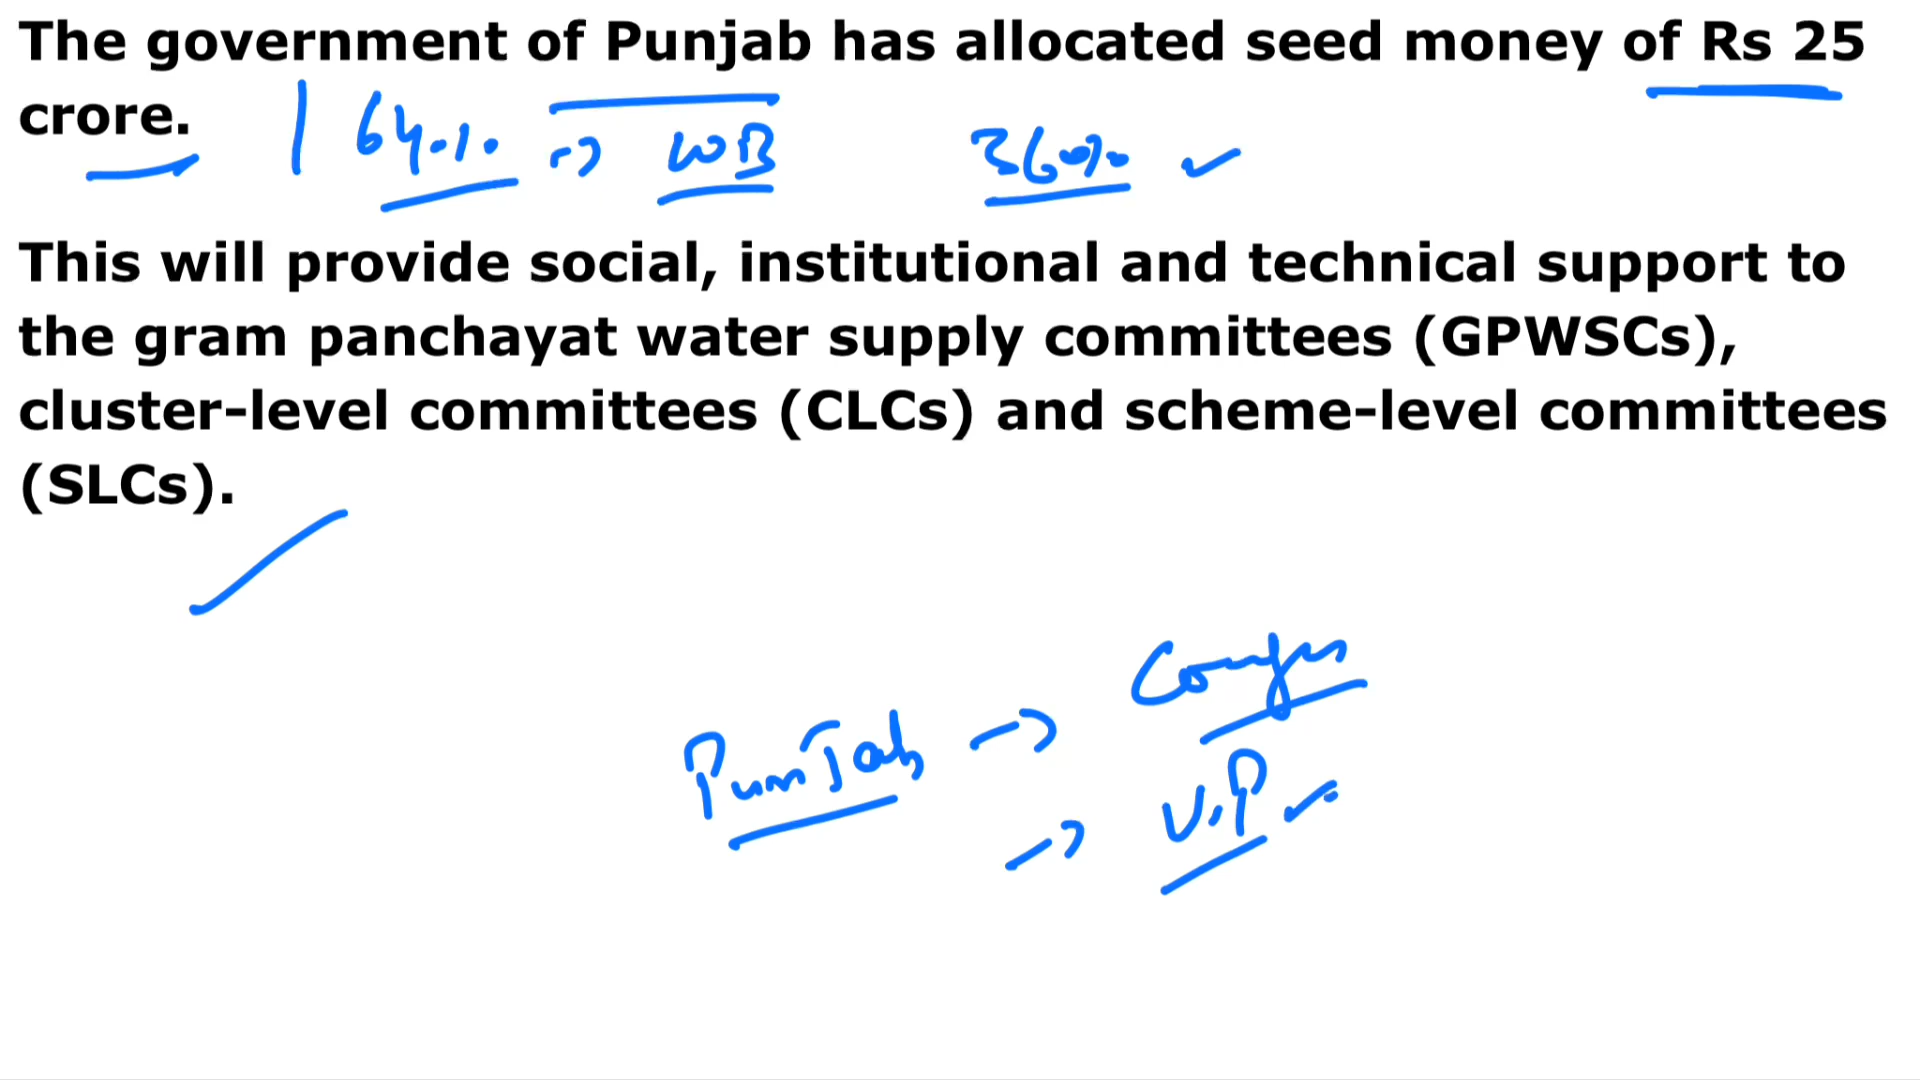 The government of Punjab has allocated seed money of Rs 25
crore.
64% → WB 36%
This will provide social, institutional and technical support to
the gram panchayat water supply committees (GPWSCs),
cluster-level committees (CLCs) and scheme-level committees
(SLCs).
Punjab →
→ V.P